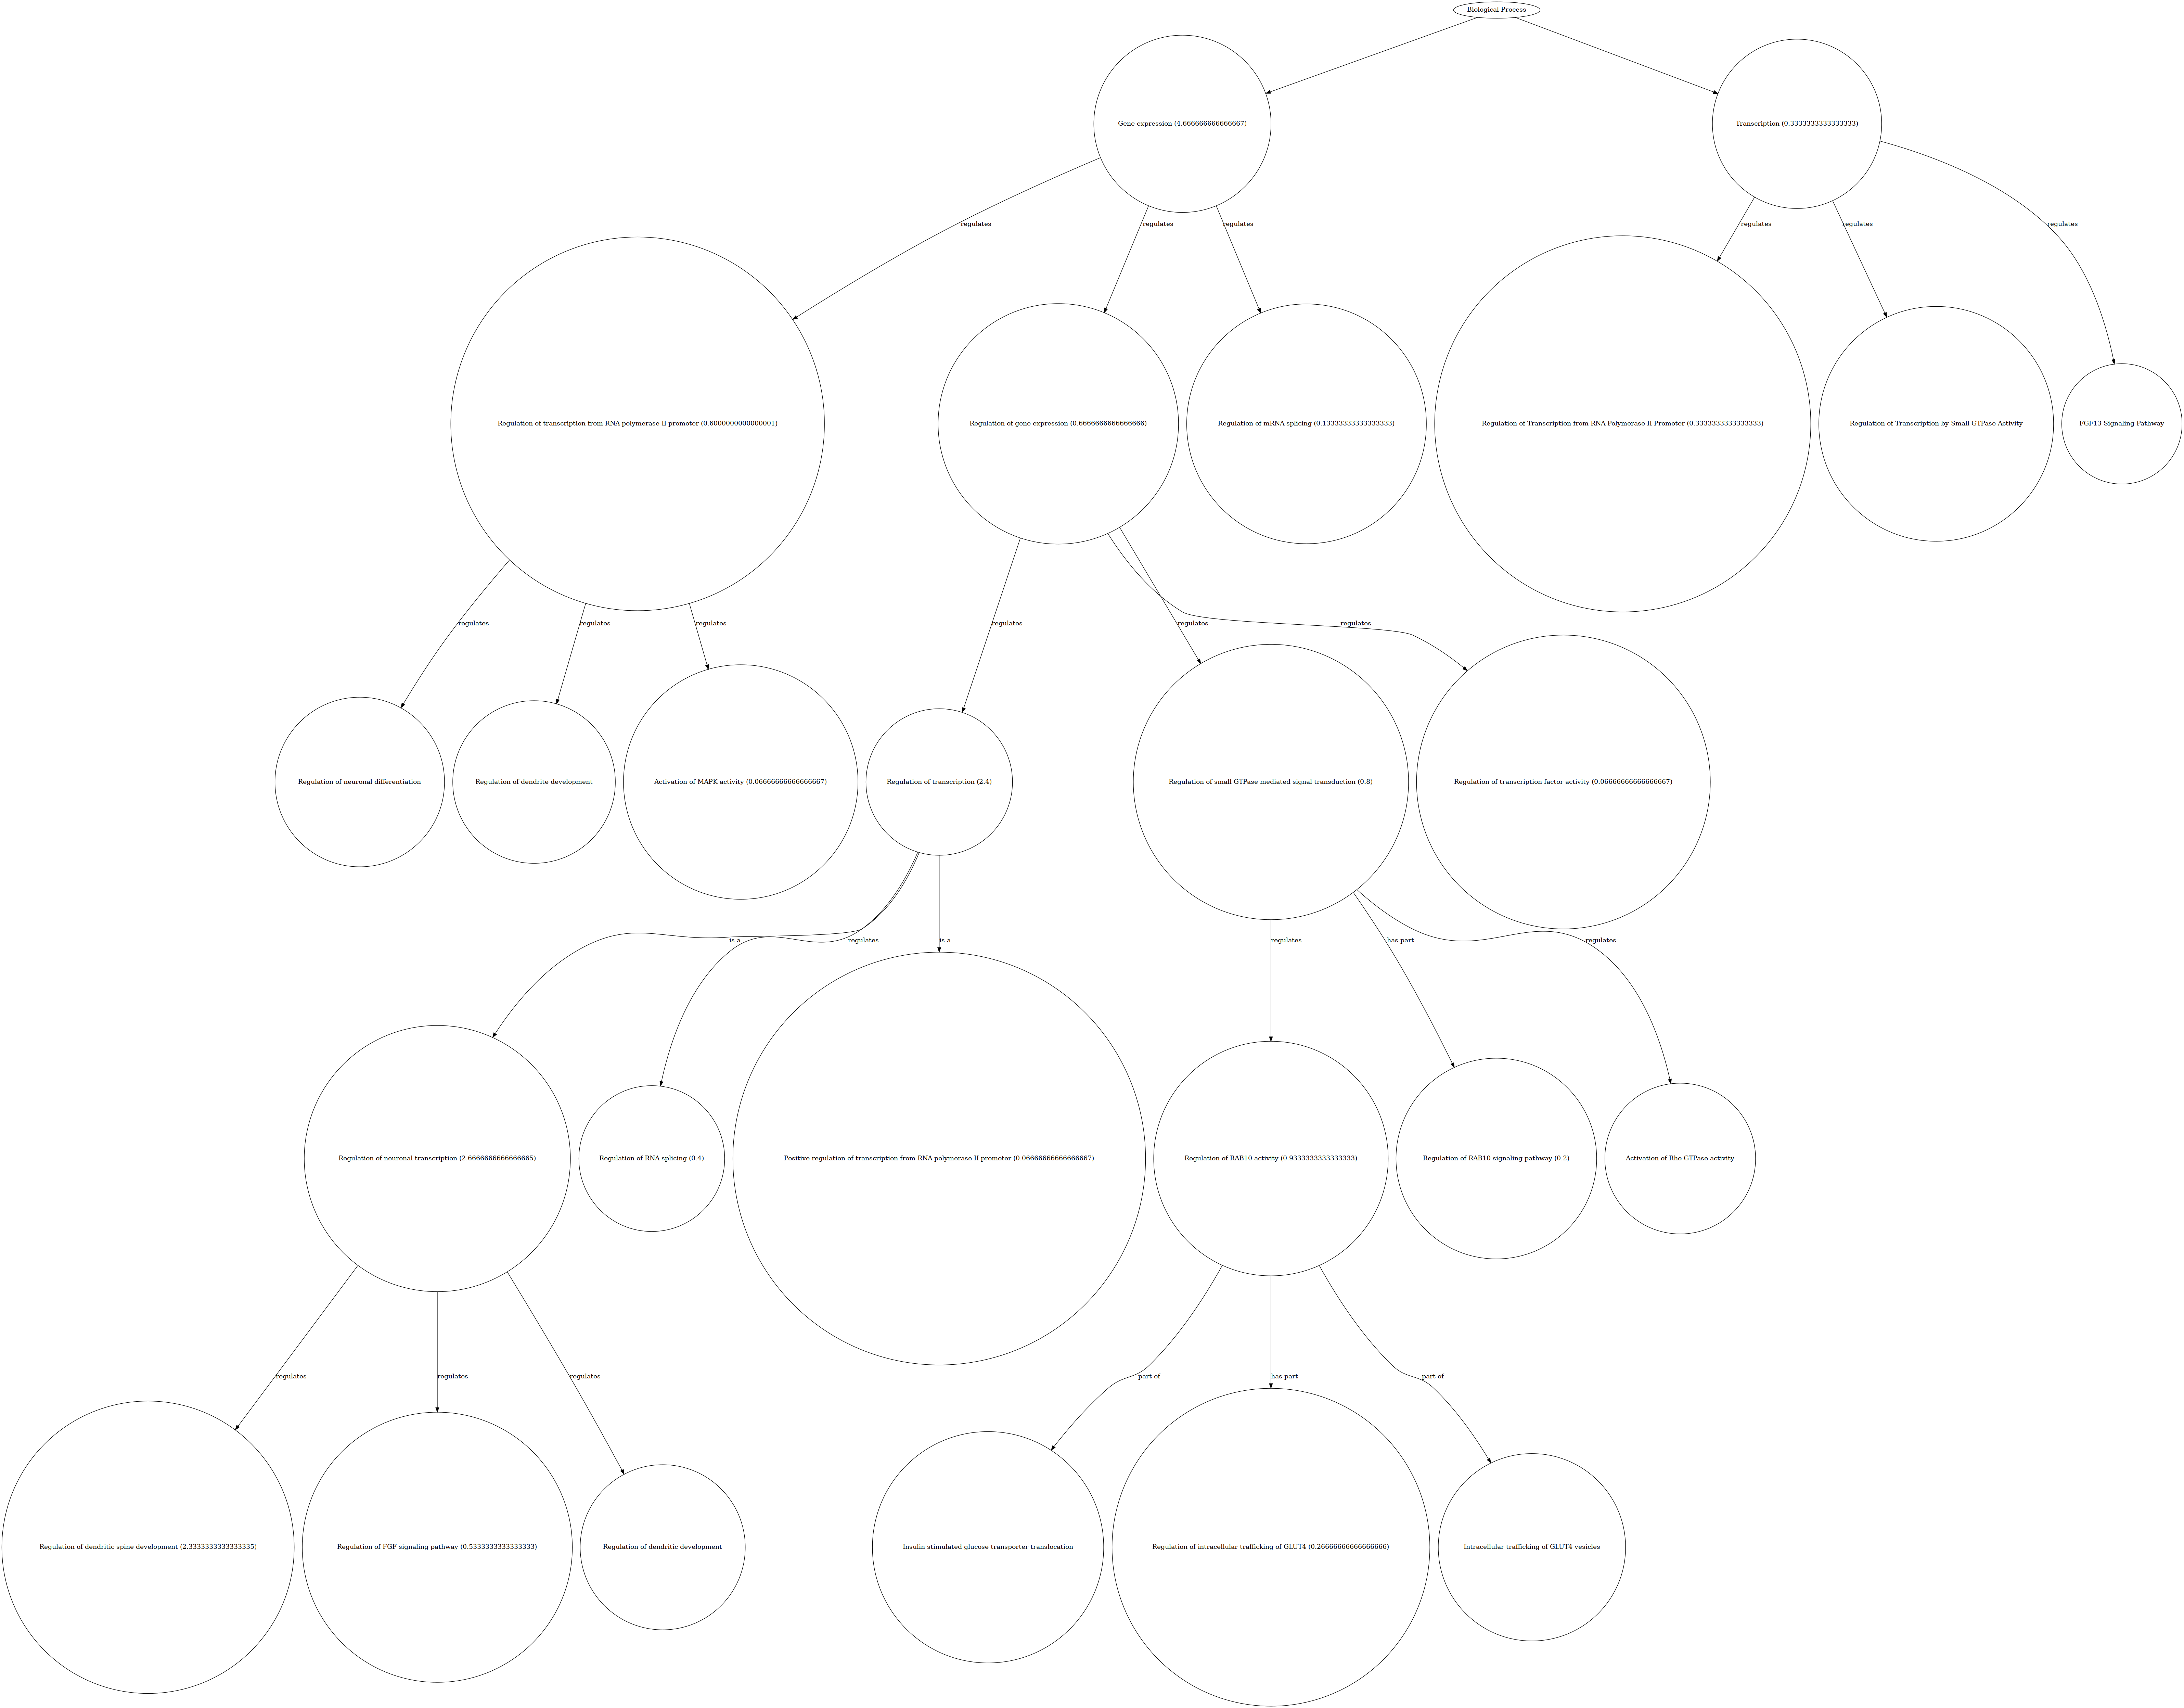 Biological Process
Gene expression (4.666666666666667)
Transcription (0.3333333333333333)
regulates
regulates
regulates
regulates
regulates
regulates
Regulation of transcription from RNA polymerase II promoter (0.6000000000000001)
Regulation of gene expression (0.6666666666666666)
Regulation of mRNA splicing (0.13333333333333333)
Regulation of Transcription from RNA Polymerase II Promoter (0.3333333333333333)
Regulation of Transcription by Small GTPase Activity
FGF13 Signaling Pathway
regulates
regulates
regulates
regulates
regulates
regulates
Regulation of neuronal differentiation
Regulation of dendrite development
Activation of MAPK activity (0.06666666666666667)
Regulation of transcription (2.4)
Regulation of small GTPase mediated signal transduction (0.8)
Regulation of transcription factor activity (0.06666666666666667)
is a
regulates
is a
regulates
has part
regulates
Regulation of neuronal transcription (2.6666666666666665)
Regulation of RNA splicing (0.4)
Positive regulation of transcription from RNA polymerase II promoter (0.06666666666666667)
Regulation of RAB10 activity (0.9333333333333333)
Regulation of RAB10 signaling pathway (0.2)
Activation of Rho GTPase activity
regulates
regulates
regulates
part of
has part
part of
Regulation of dendritic spine development (2.3333333333333335)
Regulation of FGF signaling pathway (0.5333333333333333)
Regulation of dendritic development
Insulin-stimulated glucose transporter translocation
Regulation of intracellular trafficking of GLUT4 (0.26666666666666666)
Intracellular trafficking of GLUT4 vesicles